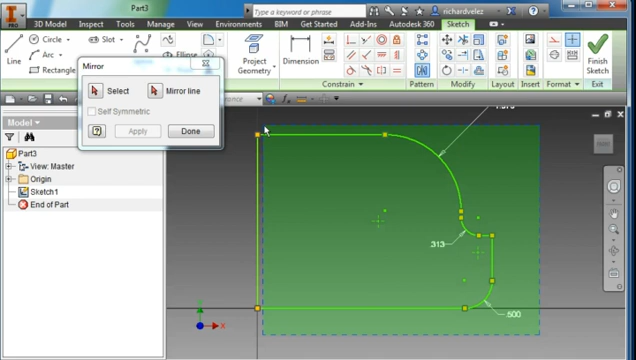 PRO
Part3
Type a keyword or phrase
richardvelez
3D Model Inspect Tools Manage View Environments BIM Get Started Add-Ins Autodesk 360 Sketch
Line
Circle
Arc
Rectangle
Slot
Ellipse
Project
Geometry
Dimension
Constrain
Pattern
Modify
Layout
Insert
Format
Finish
Sketch
Exit
Mirror
Select Mirror line
Self Symmetric
Apply Done
Model
Part3
View: Master
Origin
Sketch1
End of Part
.313
.500
Y
X